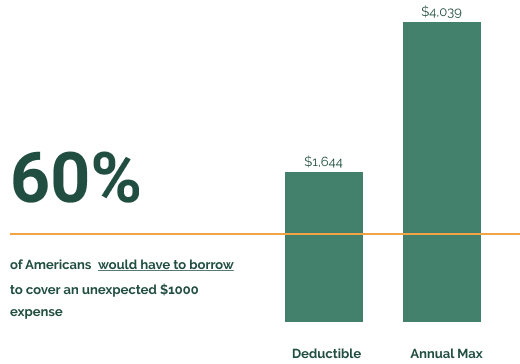 $4,039
$1,644
60%
of Americans would have to borrow
to cover an unexpected $1000
expense
Deductible
Annual Max